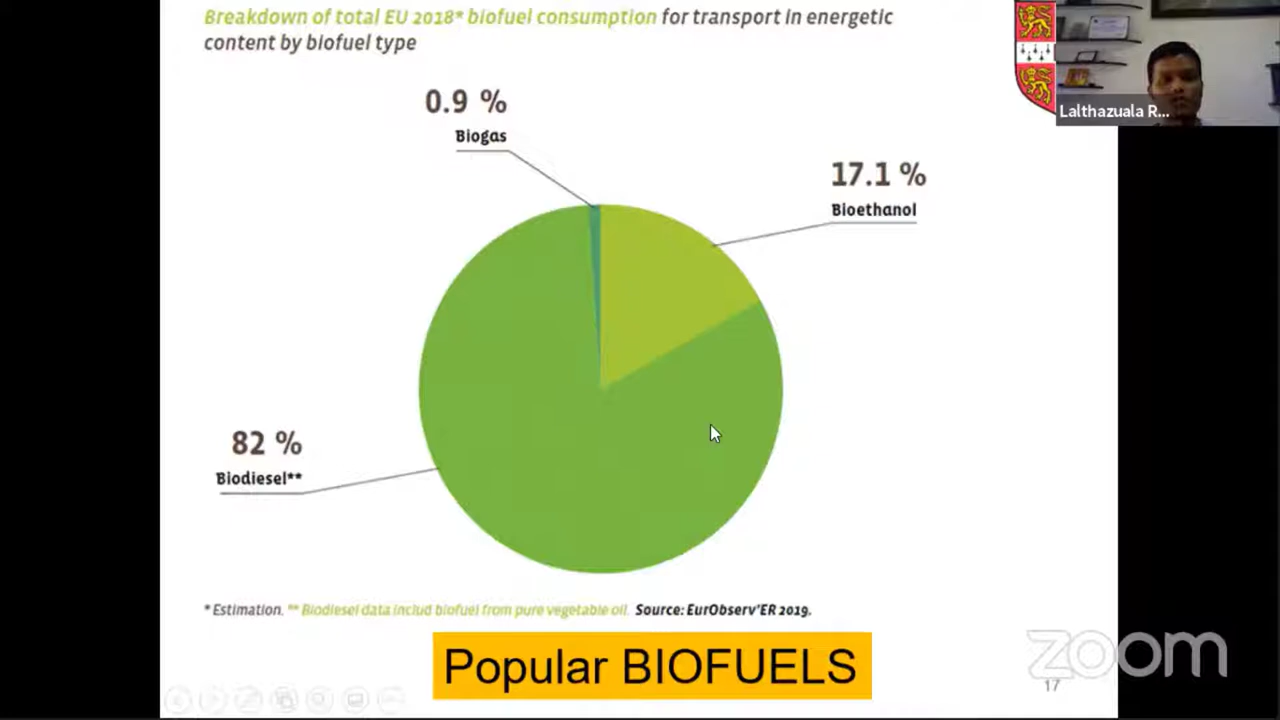 Breakdown of total EU 2018* biofuel consumption for transport in energetic
content by biofuel type
0.9 %
Biogas
17.1 %
Bioethanol
82 %
Biodiesel**
* Estimation. ** Biodiesel data includ biofuel from pure vegetable oil. Source: EurObserv'ER 2019.
Popular BIOFUELS
17
zoom
Lalthazuala R...